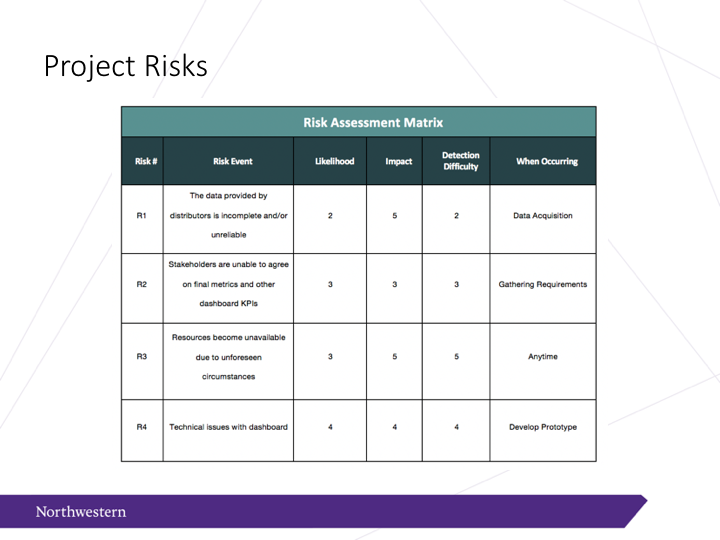 Project Risks
Risk Assessment Matrix
Risk # Risk Event Likelihood Impact Detection Difficulty When Occurring
R1 The data provided by distributors is incomplete and/or unreliable 2 5 2 Data Acquisition
R2 Stakeholders are unable to agree on final metrics and other dashboard KPIs 3 3 3 Gathering Requirements
R3 Resources become unavailable due to unforeseen circumstances 3 5 5 Anytime
R4 Technical issues with dashboard 4 4 4 Develop Prototype
Northwestern